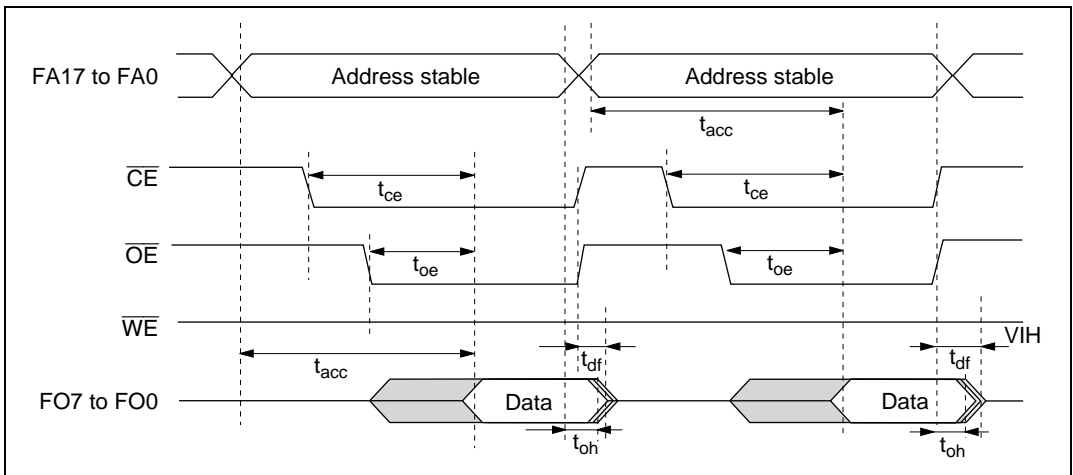 FA17 to FA0
Address stable
Address stable
tacc
CE
tce
tce
OE
toe
toe
WE
VIH
tacc
tdf
tdf
FO7 to FO0
Data
Data
toh
toh